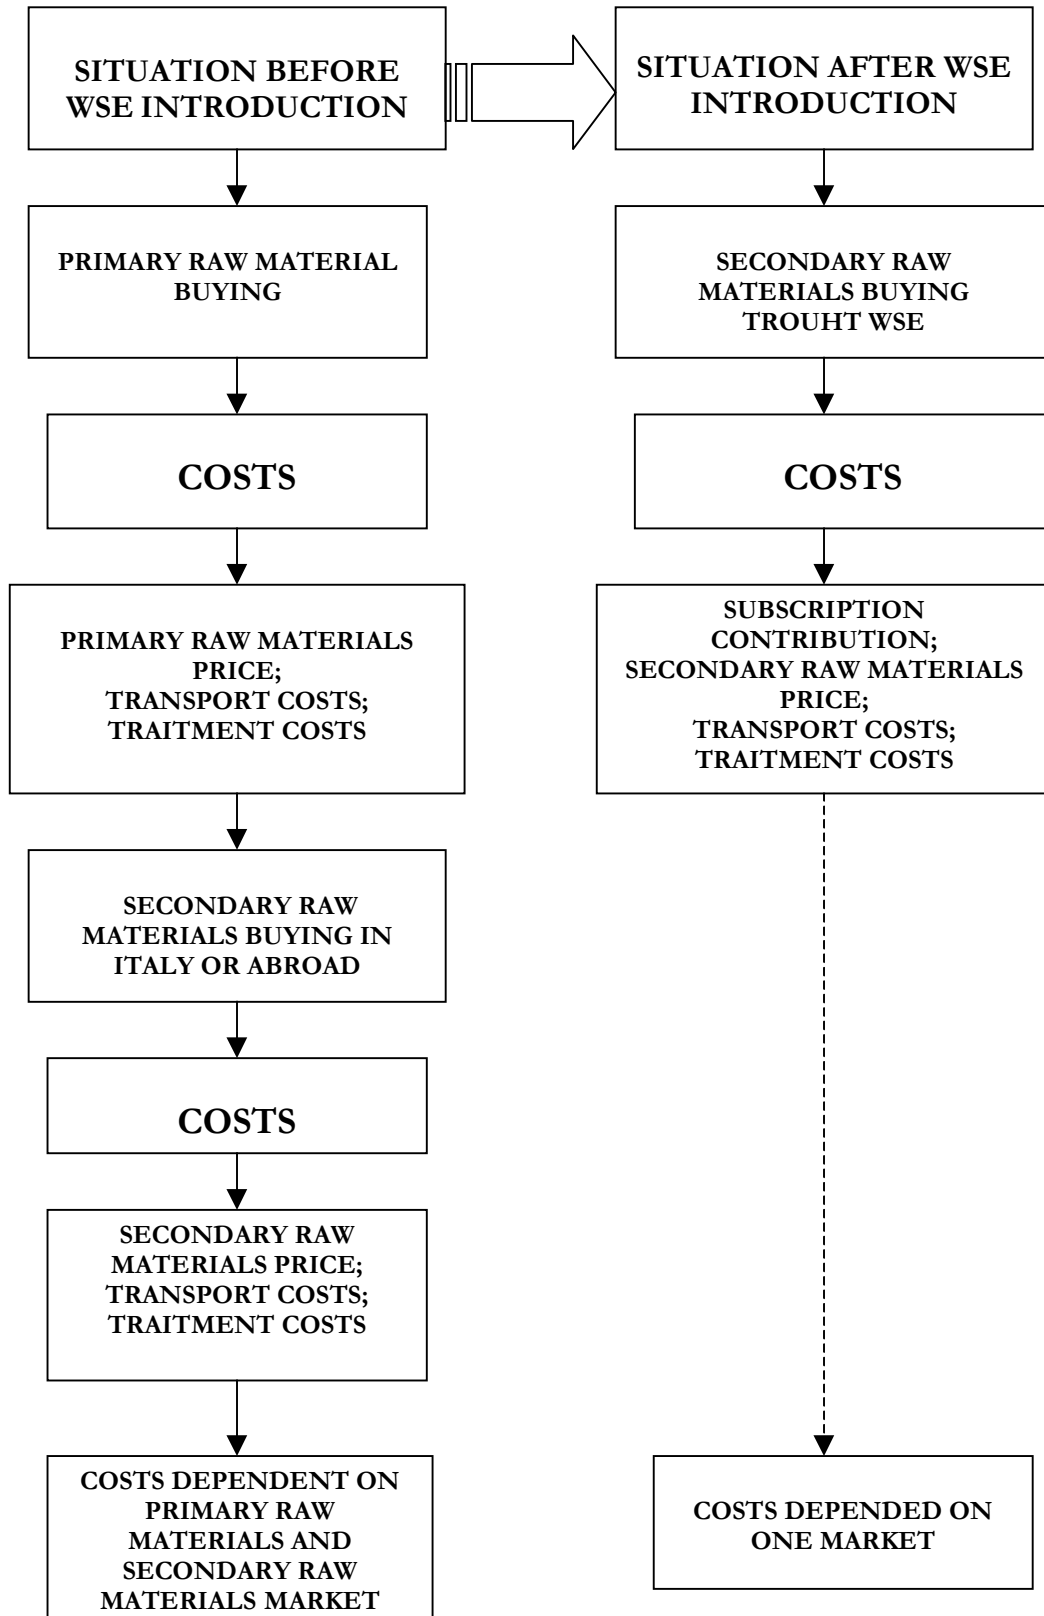 SITUATION BEFORE
WSE INTRODUCTION
SITUATION AFTER WSE
INTRODUCTION
PRIMARY RAW MATERIAL
BUYING
SECONDARY RAW
MATERIALS BUYING
TROUHT WSE
COSTS
COSTS
PRIMARY RAW MATERIALS
PRICE;
TRANSPORT COSTS;
TRAITMENT COSTS
SUBSCRIPTION
CONTRIBUTION;
SECONDARY RAW MATERIALS
PRICE;
TRANSPORT COSTS;
TRAITMENT COSTS
SECONDARY RAW
MATERIALS BUYING IN
ITALY OR ABROAD
COSTS
SECONDARY RAW
MATERIALS PRICE;
TRANSPORT COSTS;
TRAITMENT COSTS
COSTS DEPENDENT ON
PRIMARY RAW
MATERIALS AND
SECONDARY RAW
MATERIALS MARKET
COSTS DEPENDED ON
ONE MARKET